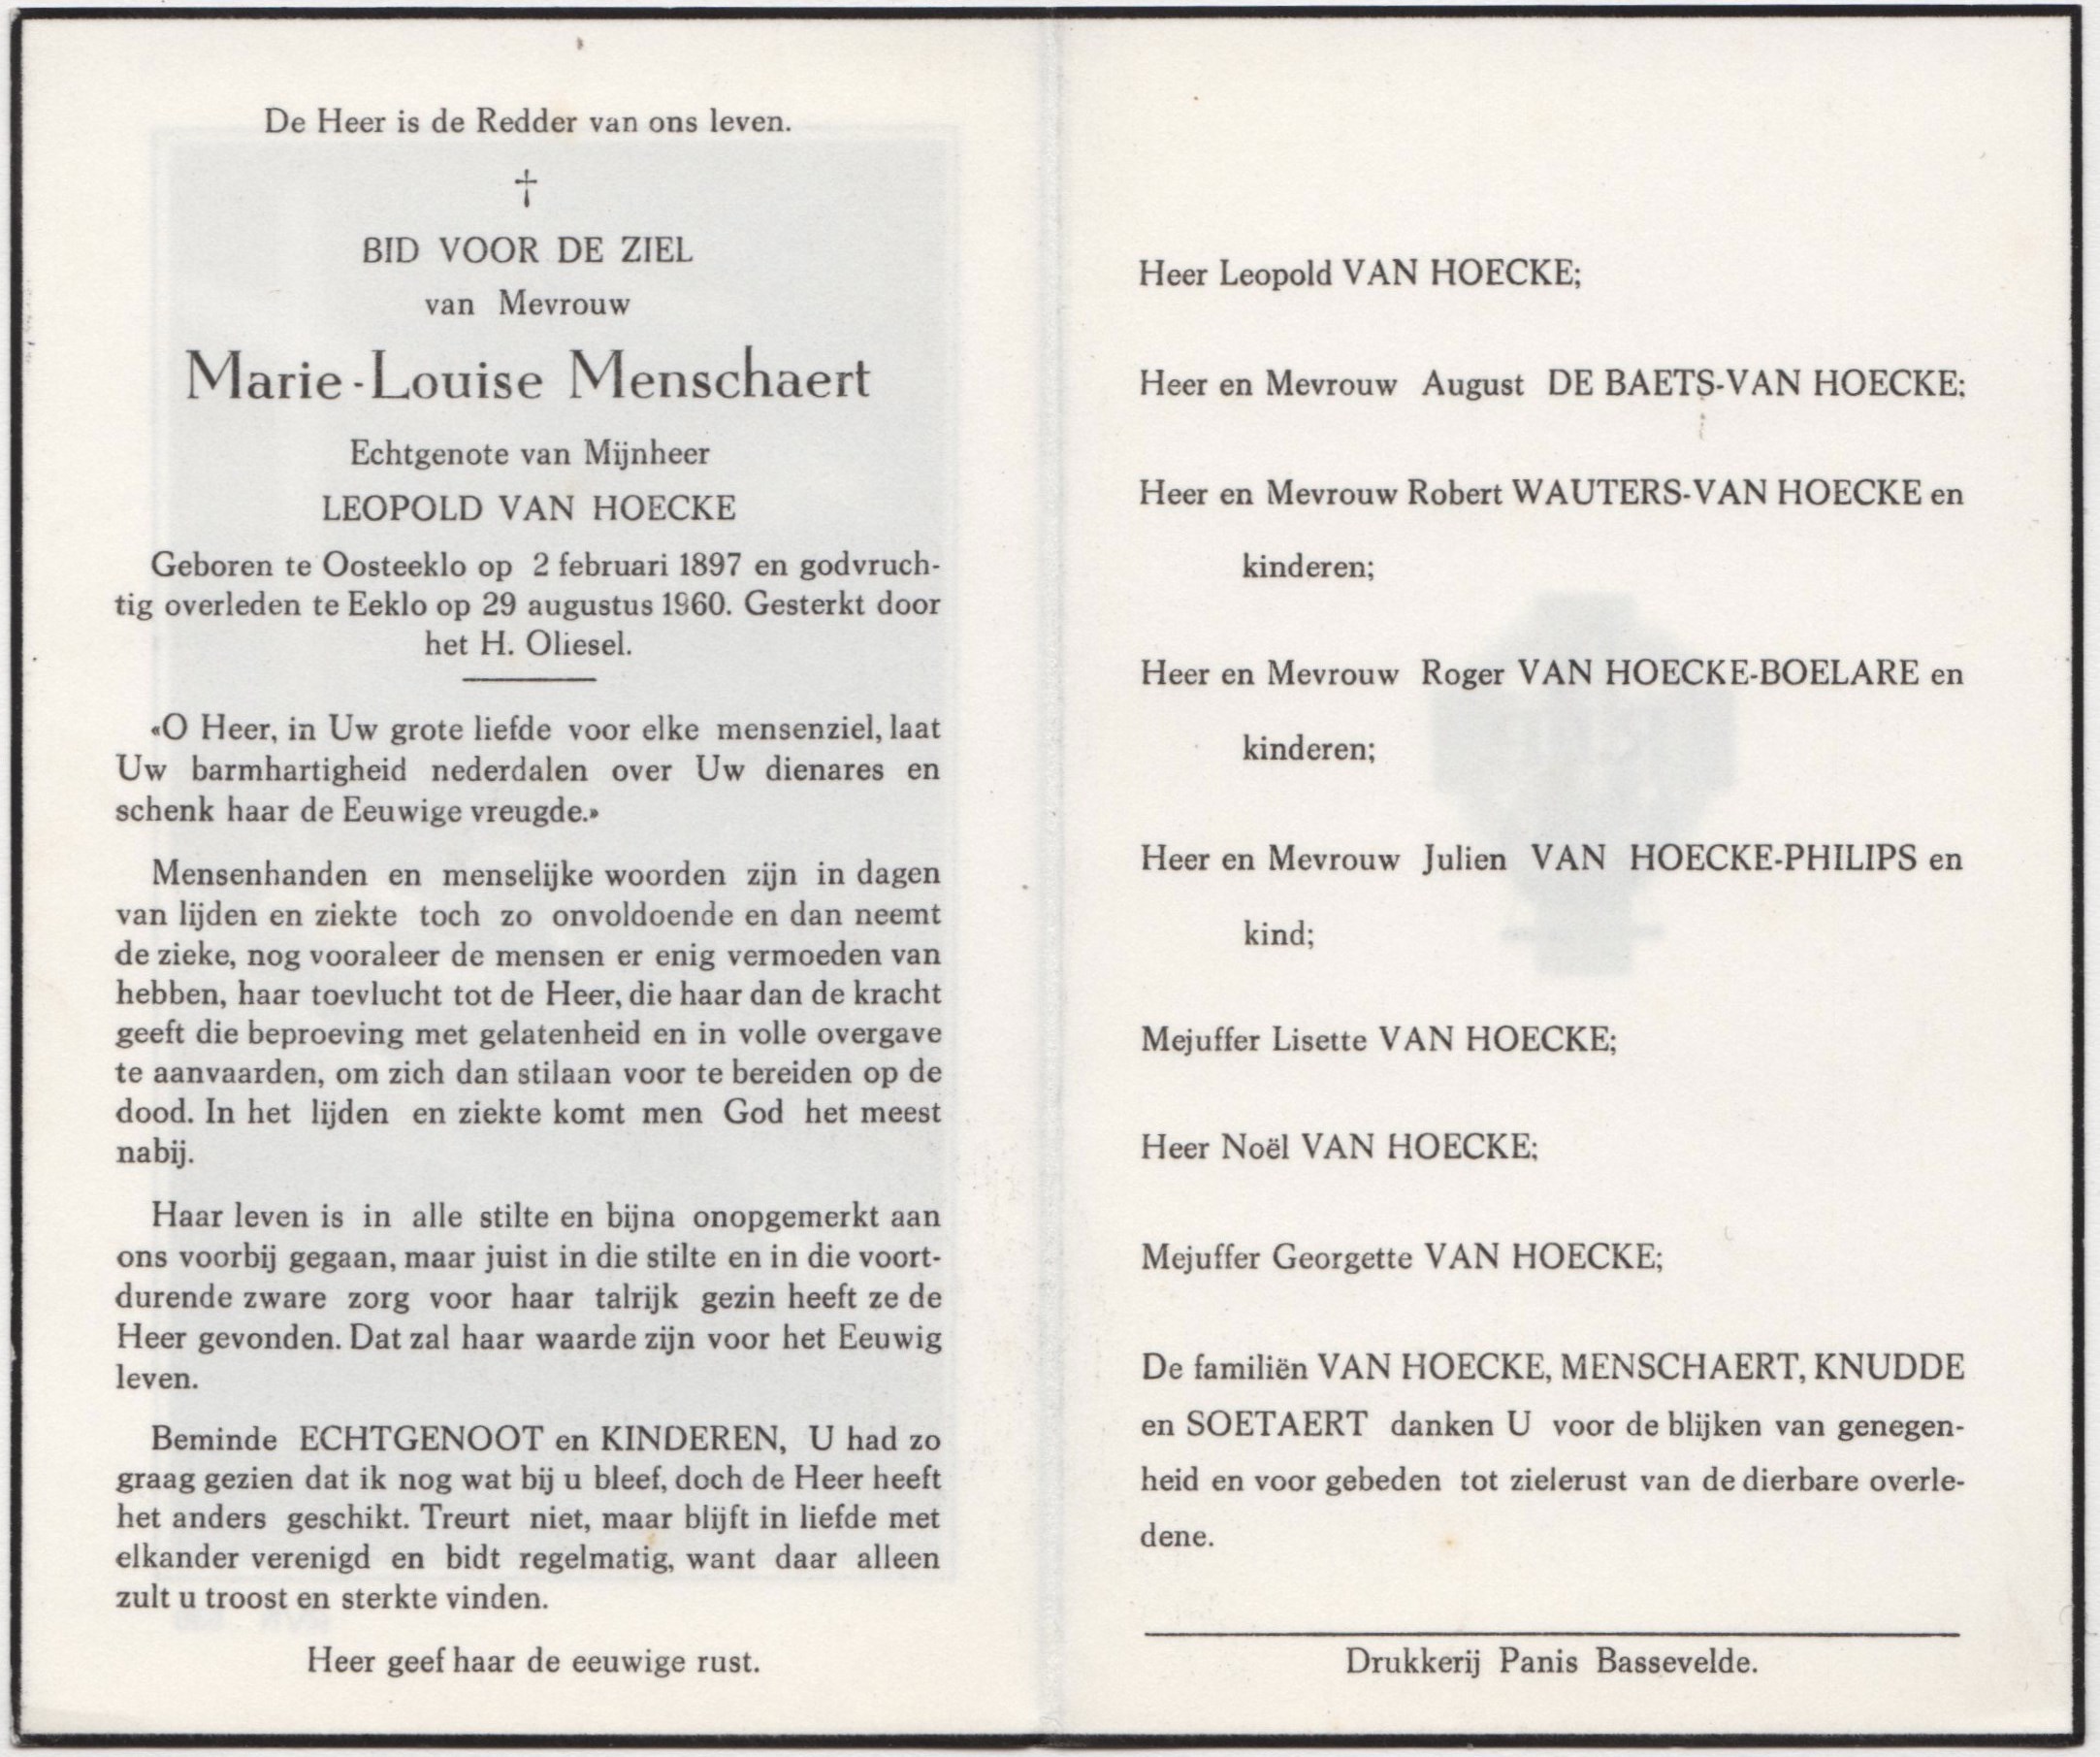 De Heer is de Redder van ons leven.
†
BID VOOR DE ZIEL
van Mevrouw
Marie-Louise Menschaert
Echtgenote van Mijnheer
LEOPOLD VAN HOECKE
Geboren te Oosteeklo op 2 februari 1897 en godvruch-
tig overleden te Eeklo op 29 augustus 1960. Gesterkt door
het H. Oliesel.
«O Heer, in Uw grote liefde voor elke mensenziel, laat
Uw barmhartigheid nederdalen over Uw dienares en
schenk haar de Eeuwige vreugde.»
Mensenhanden en menselijke woorden zijn in dagen
van lijden en ziekte toch zo onvoldoende en dan neemt
de zieke, nog vooraleer de mensen er enig vermoeden van
hebben, haar toevlucht tot de Heer, die haar dan de kracht
geeft die beproeving met gelatenheid en in volle overgave
te aanvaarden, om zich dan stilaan voor te bereiden op de
dood. In het lijden en ziekte komt men God het meest
nabij.
Haar leven is in alle stilte en bijna onopgemerkt aan
ons voorbij gegaan, maar juist in die stilte en in die voort-
durende zware zorg voor haar talrijk gezin heeft ze de
Heer gevonden. Dat zal haar waarde zijn voor het Eeuwig
leven.
Beminde ECHTGENOOT en KINDEREN, U had zo
graag gezien dat ik nog wat bij u bleef, doch de Heer heeft
het anders geschikt. Treurt niet, maar blijft in liefde met
elkander verenigd en bidt regelmatig, want daar alleen
zult u troost en sterkte vinden.
Heer geef haar de eeuwige rust.
Heer Leopold VAN HOECKE;
Heer en Mevrouw August DE BAETS-VAN HOECKE;
Heer en Mevrouw Robert WAUTERS-VAN HOECKE en
kinderen;
Heer en Mevrouw Roger VAN HOECKE-BOELARE en
kinderen;
Heer en Mevrouw Julien VAN HOECKE-PHILIPS en
kind;
Mejuffer Lisette VAN HOECKE;
Heer Noël VAN HOECKE;
Mejuffer Georgette VAN HOECKE;
De familiën VAN HOECKE, MENSCHAERT, KNUDDE
en SOETAERT danken U voor de blijken van genegen-
heid en voor gebeden tot zielerust van de dierbare overle-
dene.
Drukkerij Panis Bassevelde.